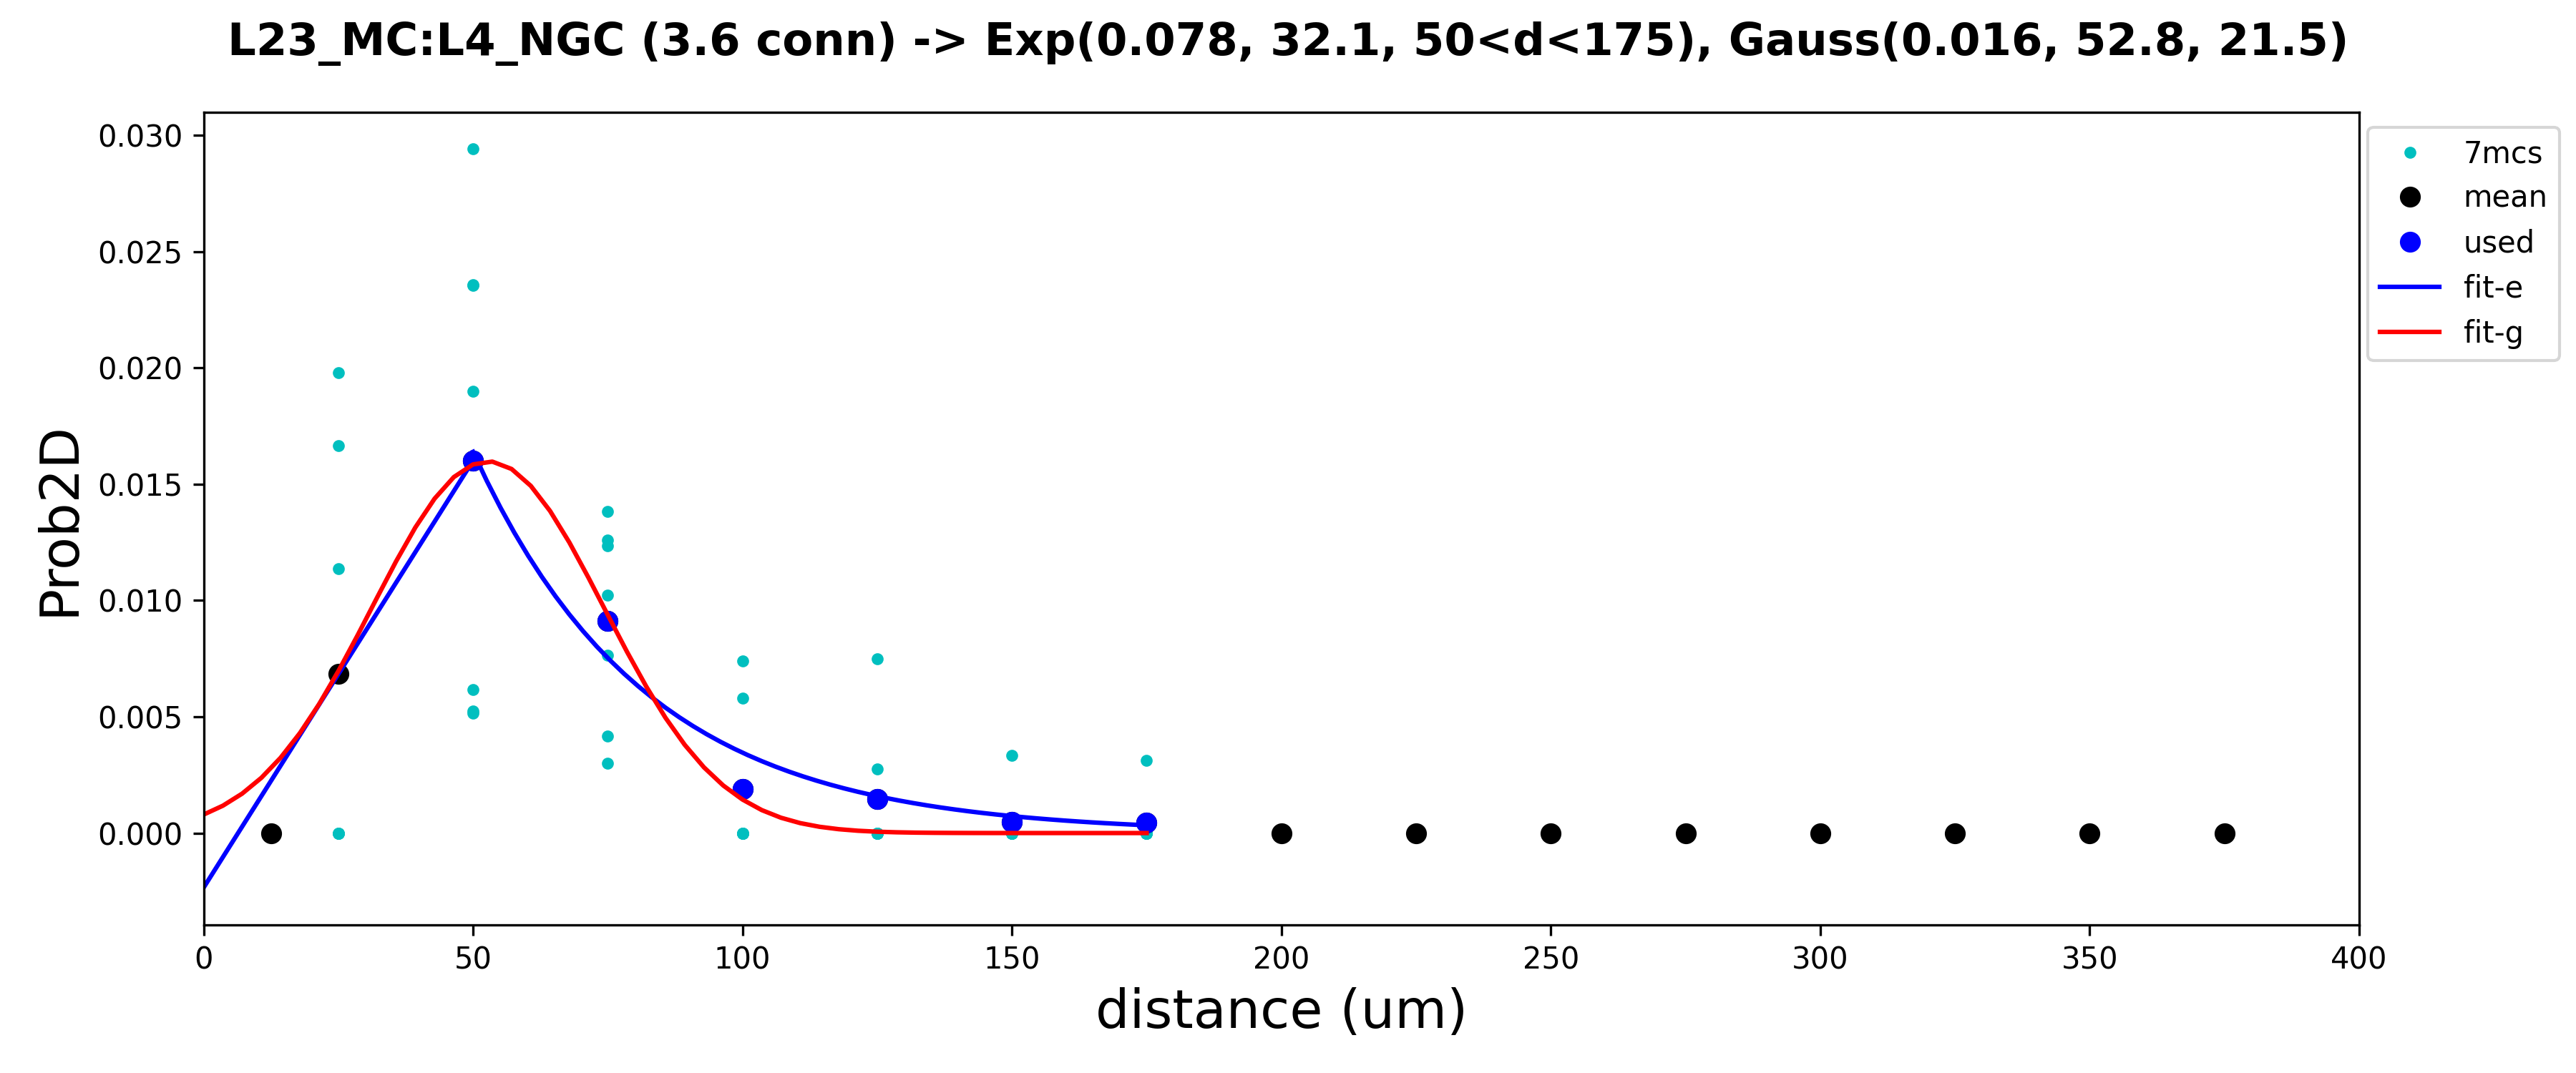 L23_MC:L4_NGC (3.6 conn) -> Exp(0.078, 32.1, 50<d<175), Gauss(0.016, 52.8, 21.5)
0.030
0.025
0.020
0.015
0.010
0.005
0.000
Prob2D
0 50 100 150 200 250 300 350 400
distance (um)
7mcs
mean
used
fit-e
fit-g